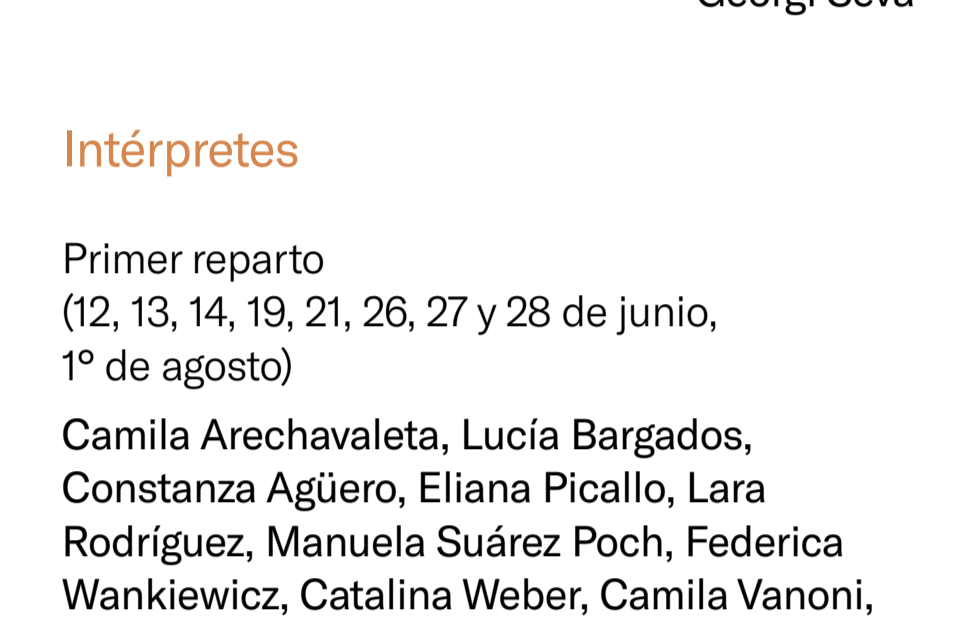 Intérpretes
Primer reparto
(12, 13, 14, 19, 21, 26, 27 y 28 de junio,
1º de agosto)
Camila Arechavaleta, Lucía Bargados,
Constanza Agüero, Eliana Picallo, Lara
Rodríguez, Manuela Suárez Poch, Federica
Wankiewicz, Catalina Weber, Camila Vanoni,